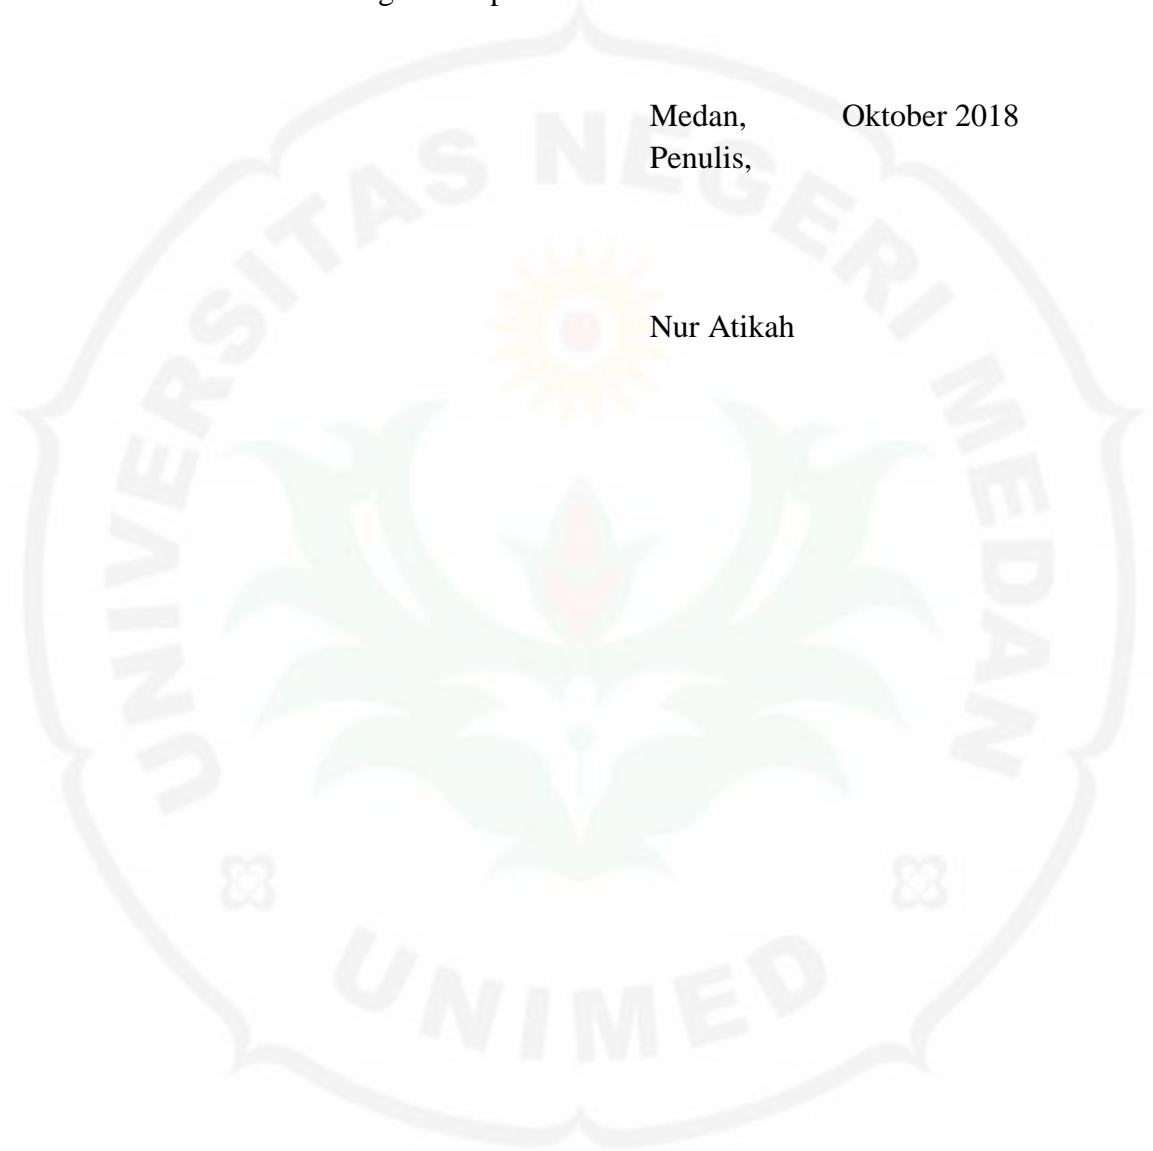 Medan, Oktober 2018
Penulis,
Nur Atikah
UNIVERSITAS NEGERI MEDAN
UNIMED